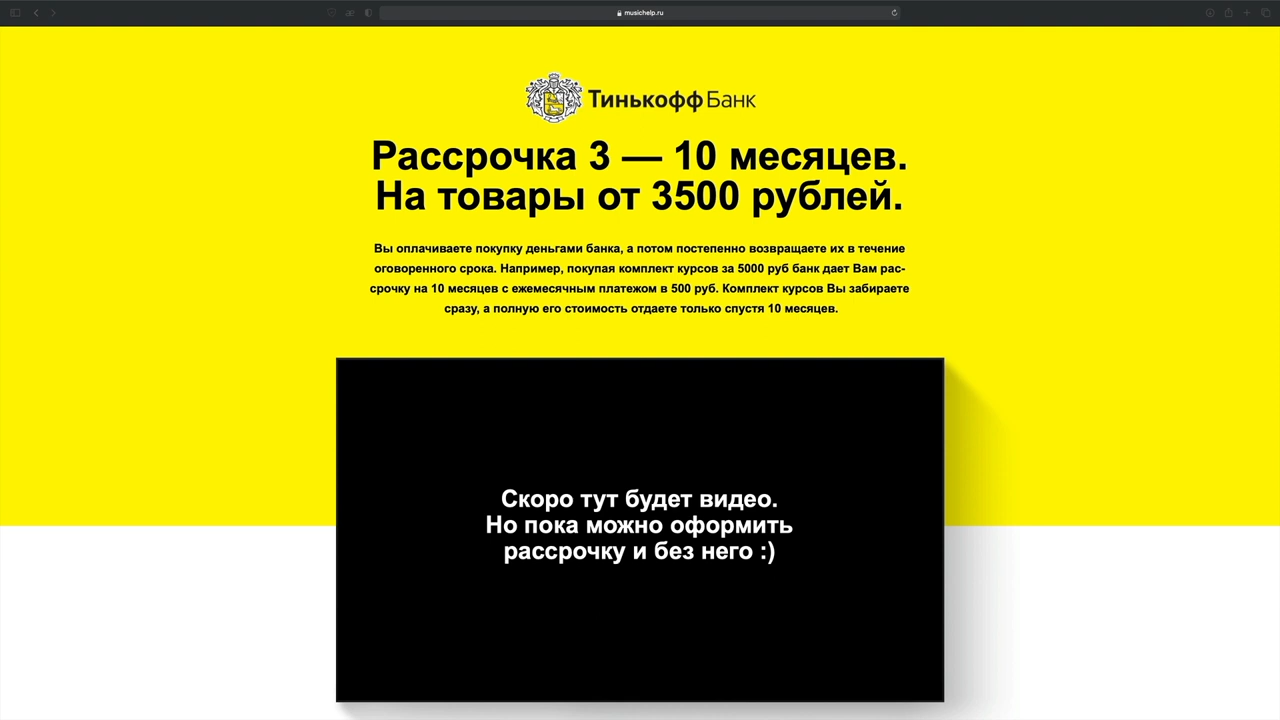 musichelp.ru
Тинькофф Банк
Рассрочка 3 — 10 месяцев.
На товары от 3500 рублей.
Вы оплачиваете покупку деньгами банка, а потом постепенно возвращаете их в течение
оговоренного срока. Например, покупая комплект курсов за 5000 руб банк дает Вам рас-
срочку на 10 месяцев с ежемесячным платежом в 500 руб. Комплект курсов Вы забираете
сразу, а полную его стоимость отдаете только спустя 10 месяцев.
Скоро тут будет видео.
Но пока можно оформить
рассрочку и без него :)